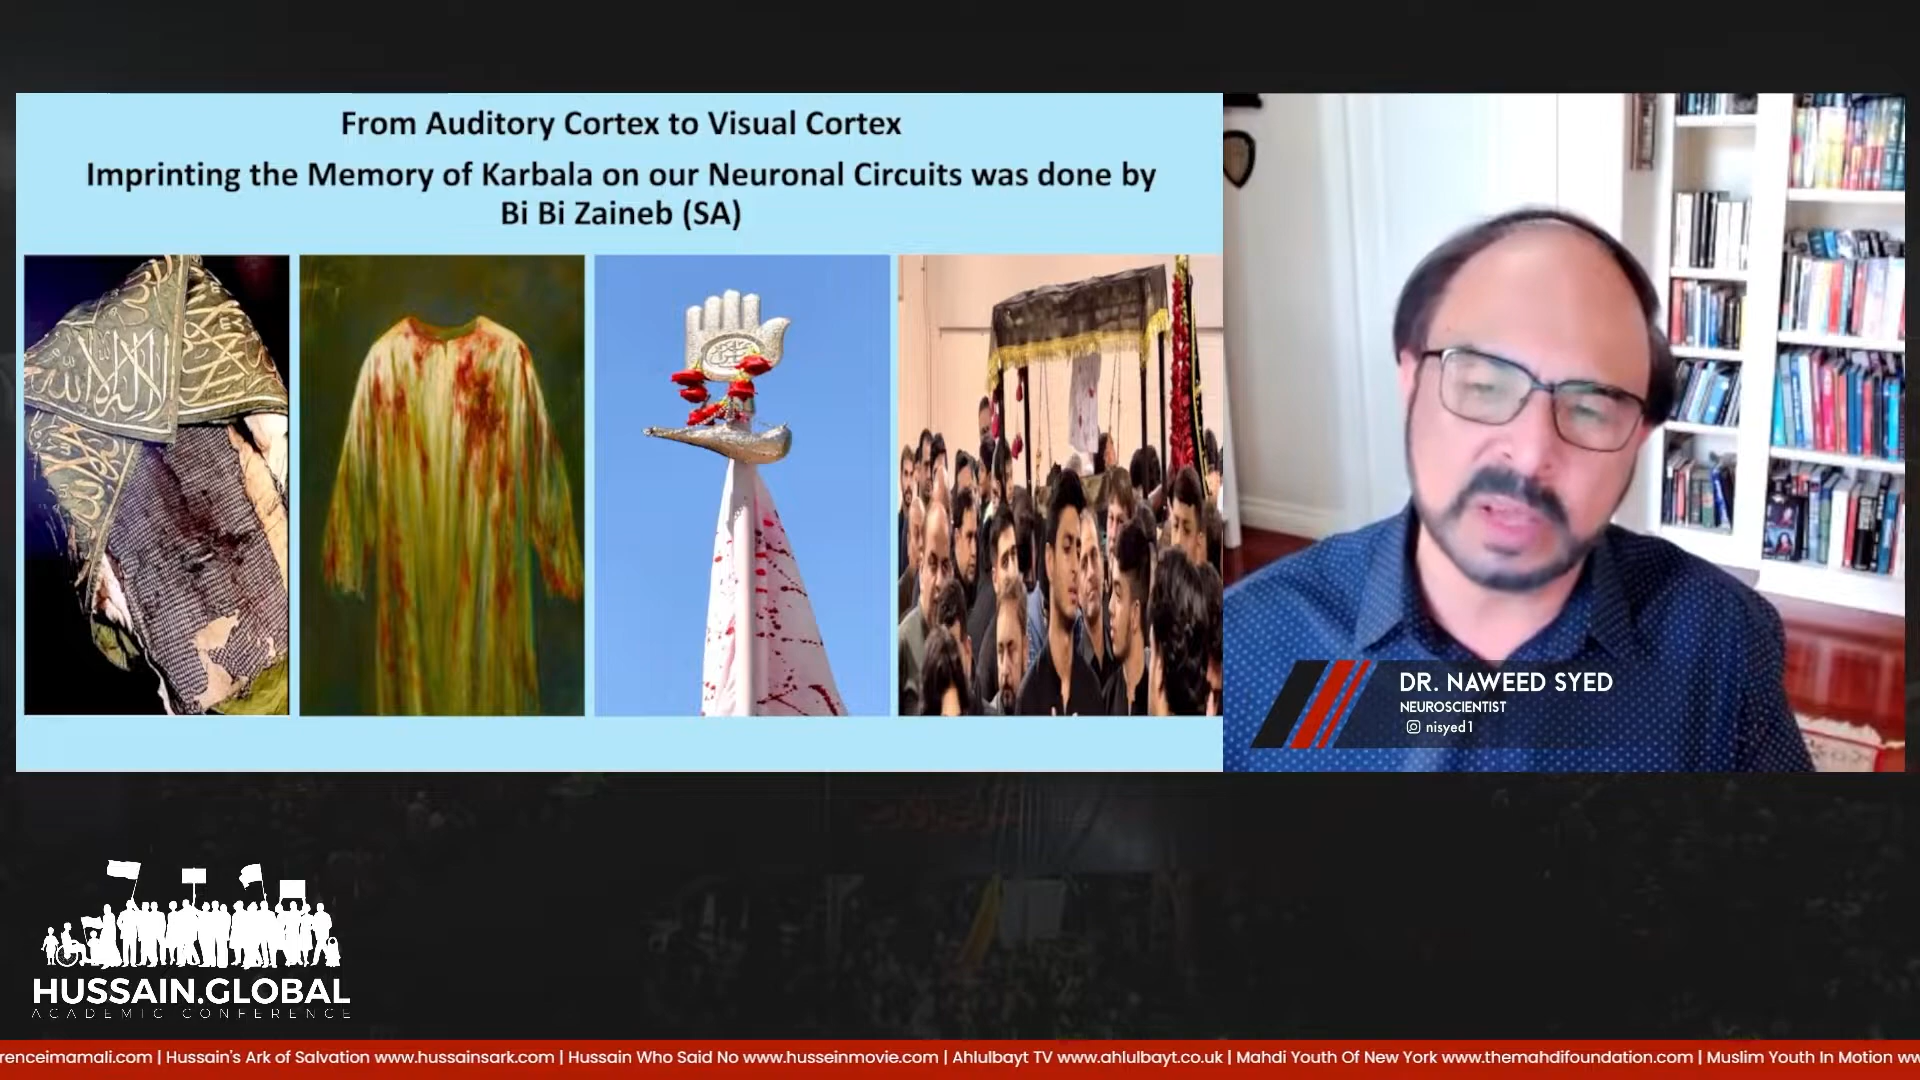 From Auditory Cortex to Visual Cortex
Imprinting the Memory of Karbala on our Neuronal Circuits was done by
Bi Bi Zaineb (SA)
DR. NAWEED SYED
NEUROSCIENTIST
nisyed1
HUSSAIN.GLOBAL
ACADEMIC CONFERENCE
renceimamali.com | Hussain's Ark of Salvation www.hussainsark.com | Hussain Who Said No www.husseinmovie.com | Ahlulbayt TV www.ahlulbayt.co.uk | Mahdi Youth Of New York www.themahdifoundation.com | Muslim Youth In Motion ww